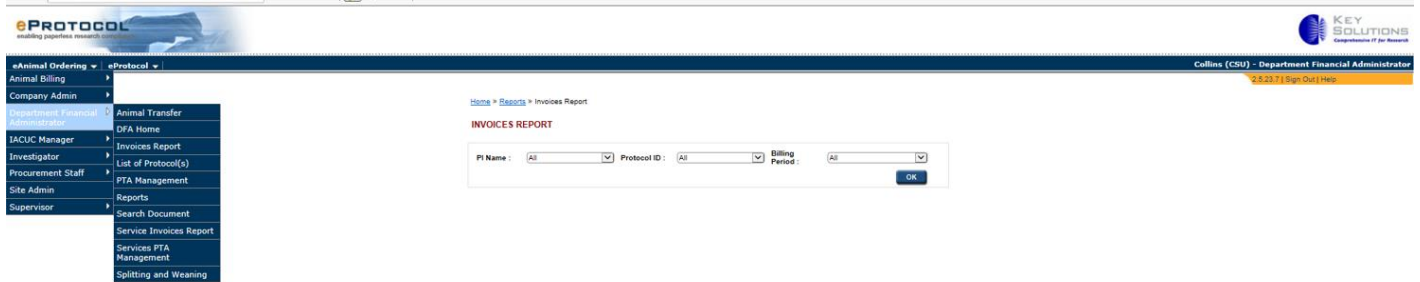 ePROTOCOL
enabling paperless research compliance
KEY
SOLUTIONS
Comprehensive IT for Research
eAnimal Ordering eProtocol
Collins (CSU) - Department Financial Administrator
2.5.23.7 | Sign Out | Help
Animal Billing
Company Admin
Department Financial
Administrator
IACUC Manager
Investigator
Procurement Staff
Site Admin
Supervisor
Animal Transfer
DFA Home
Invoices Report
List of Protocol(s)
PTA Management
Reports
Search Document
Service Invoices Report
Services PTA
Management
Splitting and Weaning
Home > Reports > Invoices Report
INVOICES REPORT
PI Name : All Protocol ID : All Billing
Period : All
OK